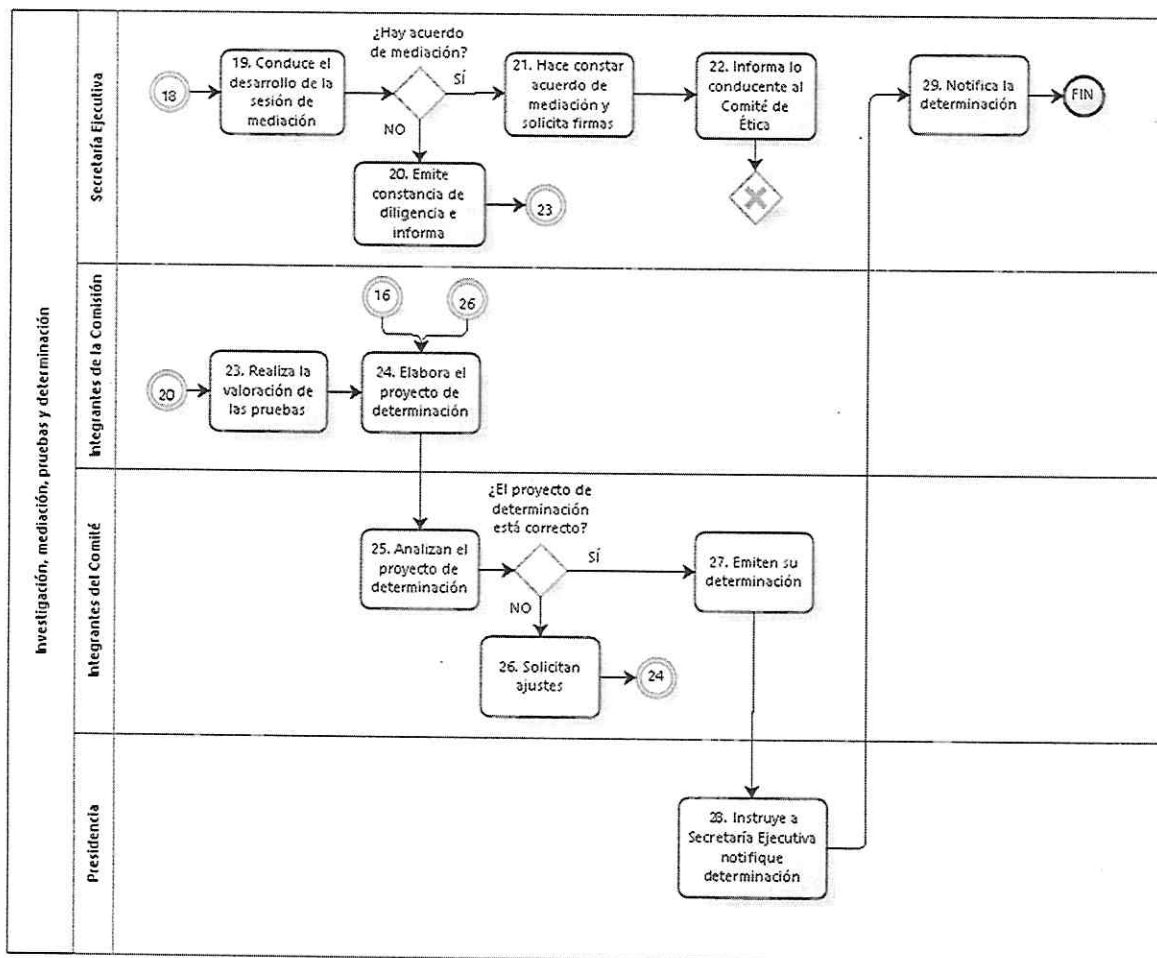 Investigación, mediación, pruebas y determinación
Secretaría Ejecutiva
18
19. Conduce el
desarrollo de la
sesión de
mediación
¿Hay acuerdo
de mediación?
SÍ
NO
20. Emite
constancia de
diligencia e
informa
23
21. Hace constar
acuerdo de
mediación y
solicita firmas
22. Informa lo
conducente al
Comité de
Ética
29. Notifica la
determinación
FIN
Integrantes de la Comisión
16
26
20
23. Realiza la
valoración de
las pruebas
24. Elabora el
proyecto de
determinación
Integrantes del Comité
25. Analizan el
proyecto de
determinación
¿El proyecto de
determinación
está correcto?
SÍ
NO
26. Solicitan
ajustes
24
27. Emiten su
determinación
Presidencia
28. Instruye a
Secretaría Ejecutiva
notifique
determinación